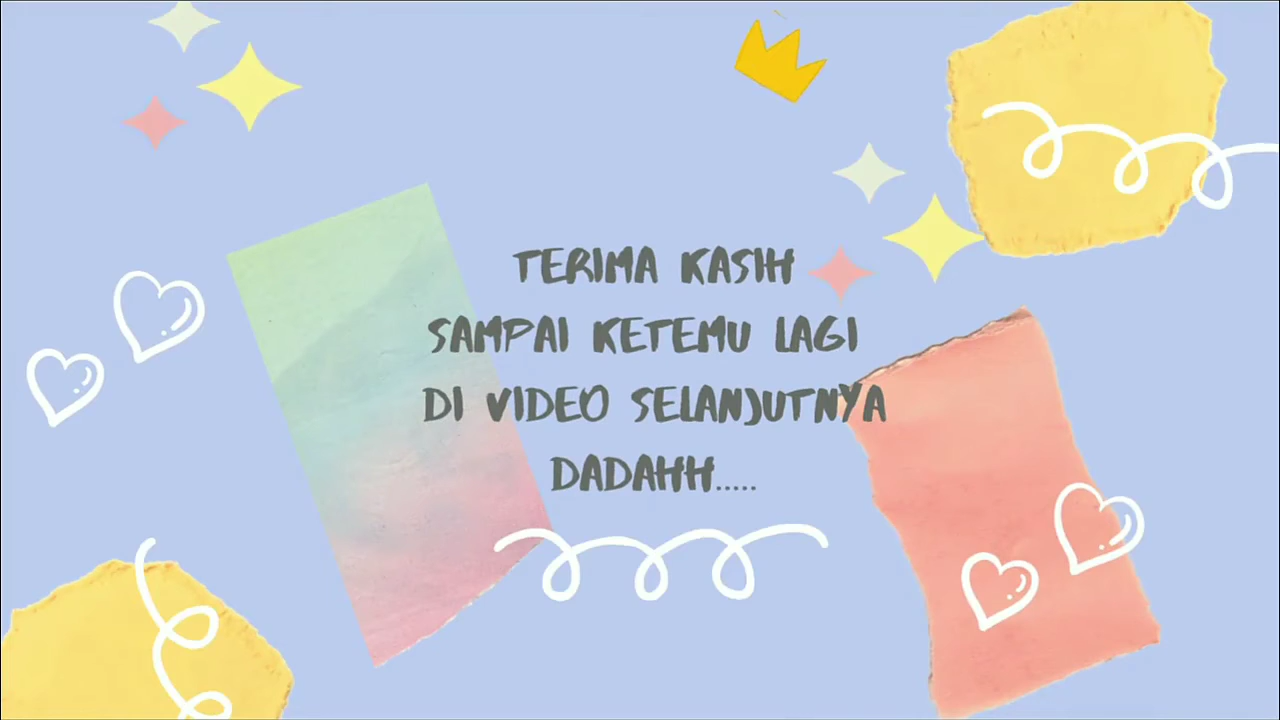 TERIMA KASIH
SAMPAI KETEMU LAGI
DI VIDEO SELANJUTNYA
DADAHH.....